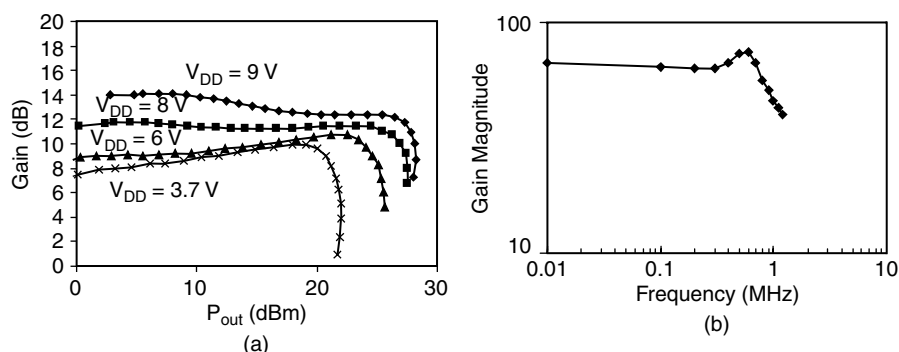 20
18
16
14
12
10
8
6
4
2
0
Gain (dB)
V_DD = 9 V
V_DD = 8 V
V_DD = 6 V
V_DD = 3.7 V
0 10 20 30
P_out (dBm)
(a)
100
10
Gain Magnitude
0.01 0.1 1 10
Frequency (MHz)
(b)